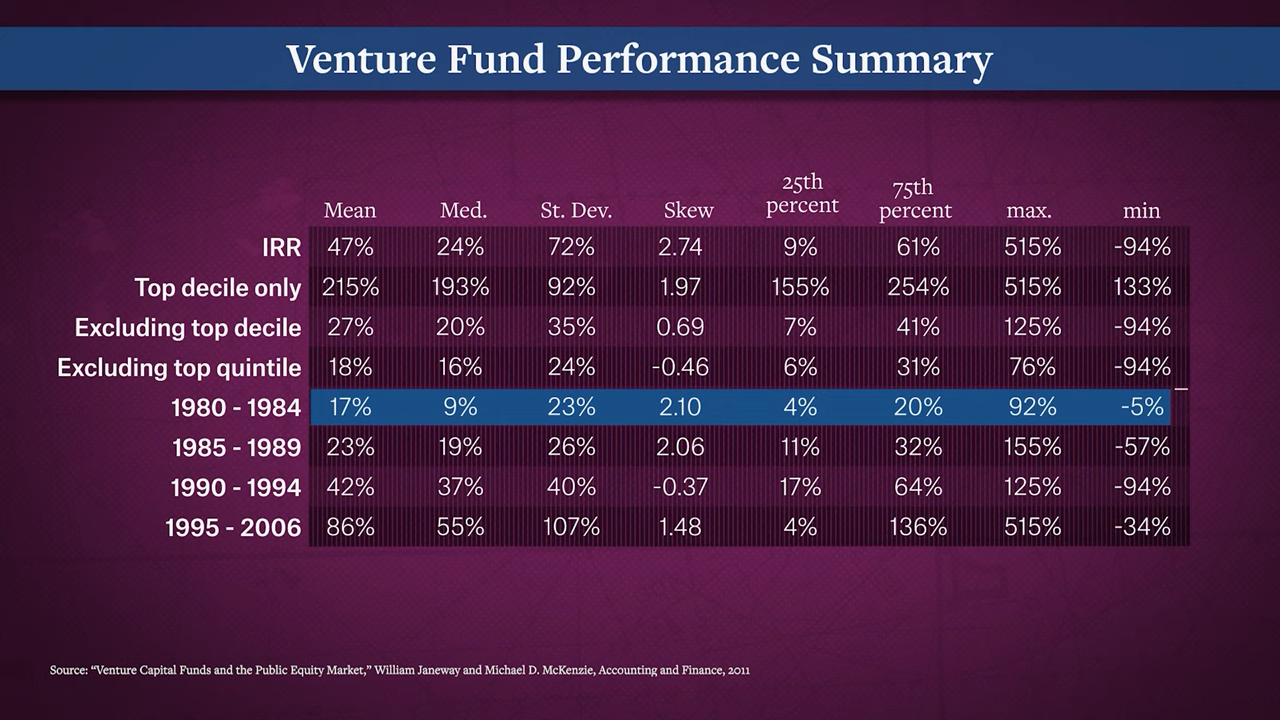 Venture Fund Performance Summary
Mean Med. St. Dev. Skew 25th percent 75th percent max. min
IRR 47% 24% 72% 2.74 9% 61% 515% -94%
Top decile only 215% 193% 92% 1.97 155% 254% 515% 133%
Excluding top decile 27% 20% 35% 0.69 7% 41% 125% -94%
Excluding top quintile 18% 16% 24% -0.46 6% 31% 76% -94%
1980 - 1984 17% 9% 23% 2.10 4% 20% 92% -5%
1985 - 1989 23% 19% 26% 2.06 11% 32% 155% -57%
1990 - 1994 42% 37% 40% -0.37 17% 64% 125% -94%
1995 - 2006 86% 55% 107% 1.48 4% 136% 515% -34%
Source: “Venture Capital Funds and the Public Equity Market,” William Janeway and Michael D. McKenzie, Accounting and Finance, 2011